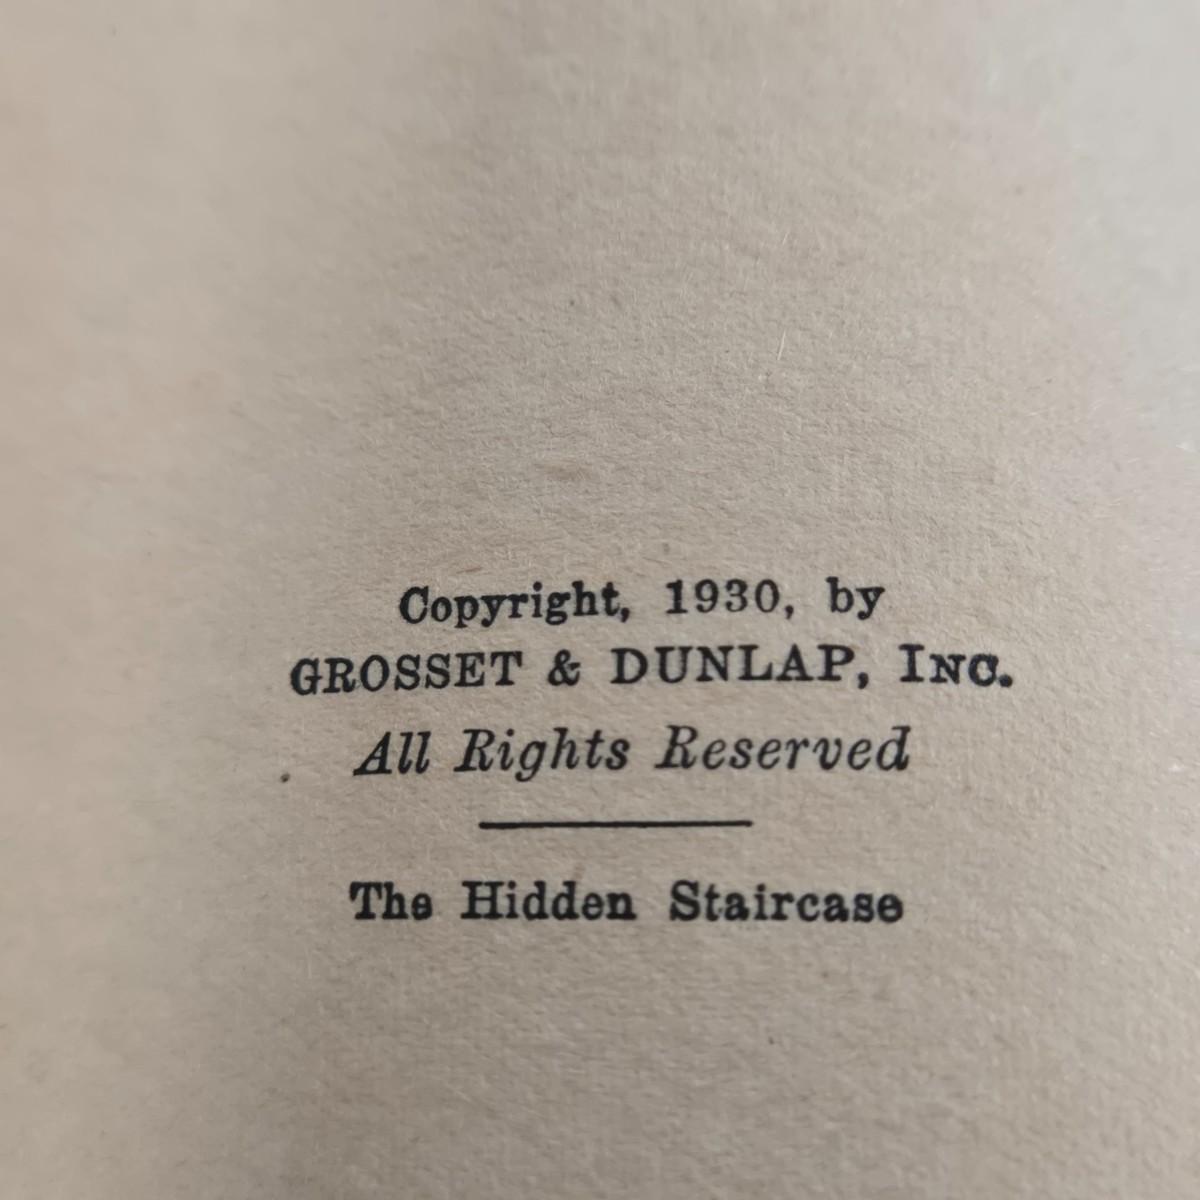 Copyright, 1930, by
GROSSET & DUNLAP, INC.
All Rights Reserved
The Hidden Staircase